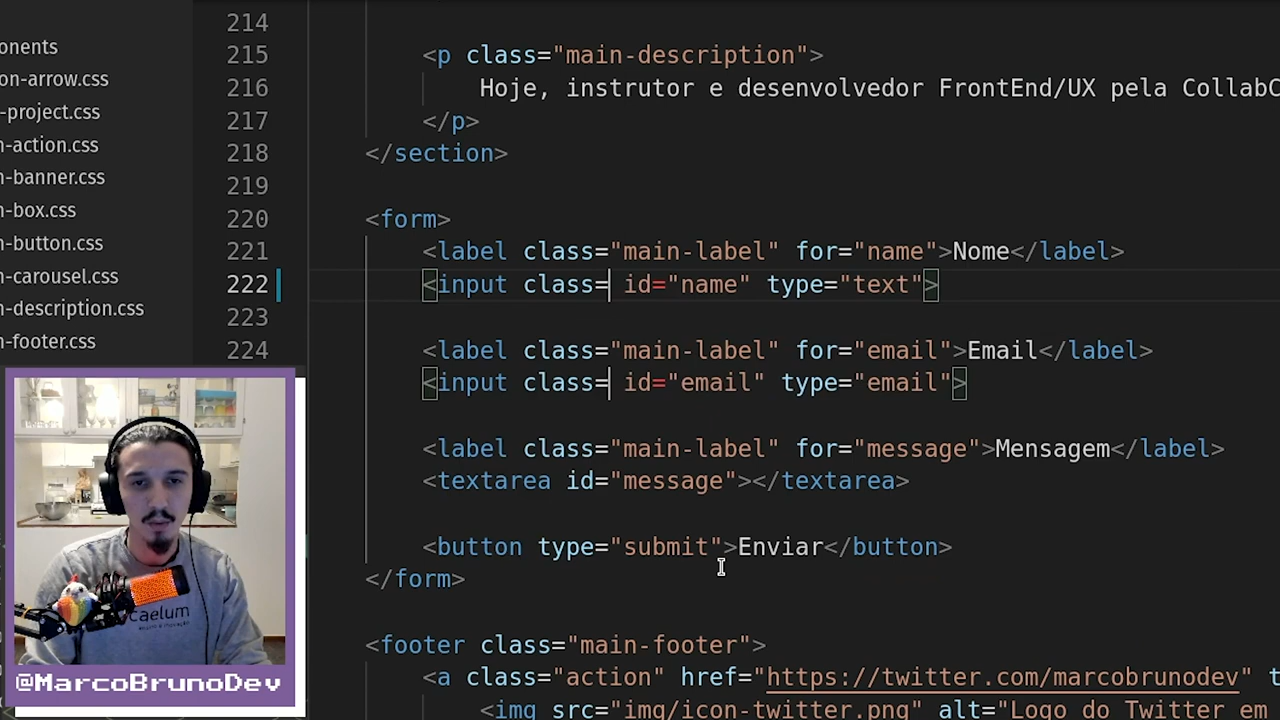 onents
on-arrow.css
-project.css
n-action.css
n-banner.css
n-box.css
n-button.css
n-carousel.css
n-description.css
n-footer.css
214
215 <p class="main-description">
216 Hoje, instrutor e desenvolvedor FrontEnd/UX pela CollabC
217 </p>
218 </section>
219
220 <form>
221 <label class="main-label" for="name">Nome</label>
222 <input class= id="name" type="text">
223
224 <label class="main-label" for="email">Email</label>
<input class= id="email" type="email">
<label class="main-label" for="message">Mensagem</label>
<textarea id="message"></textarea>
<button type="submit">Enviar</button>
</form>
<footer class="main-footer">
<a class="action" href="https://twitter.com/marcobrunodev" t
<img src="img/icon-twitter.png" alt="Logo do Twitter em
caelum
@MarcoBrunoDev